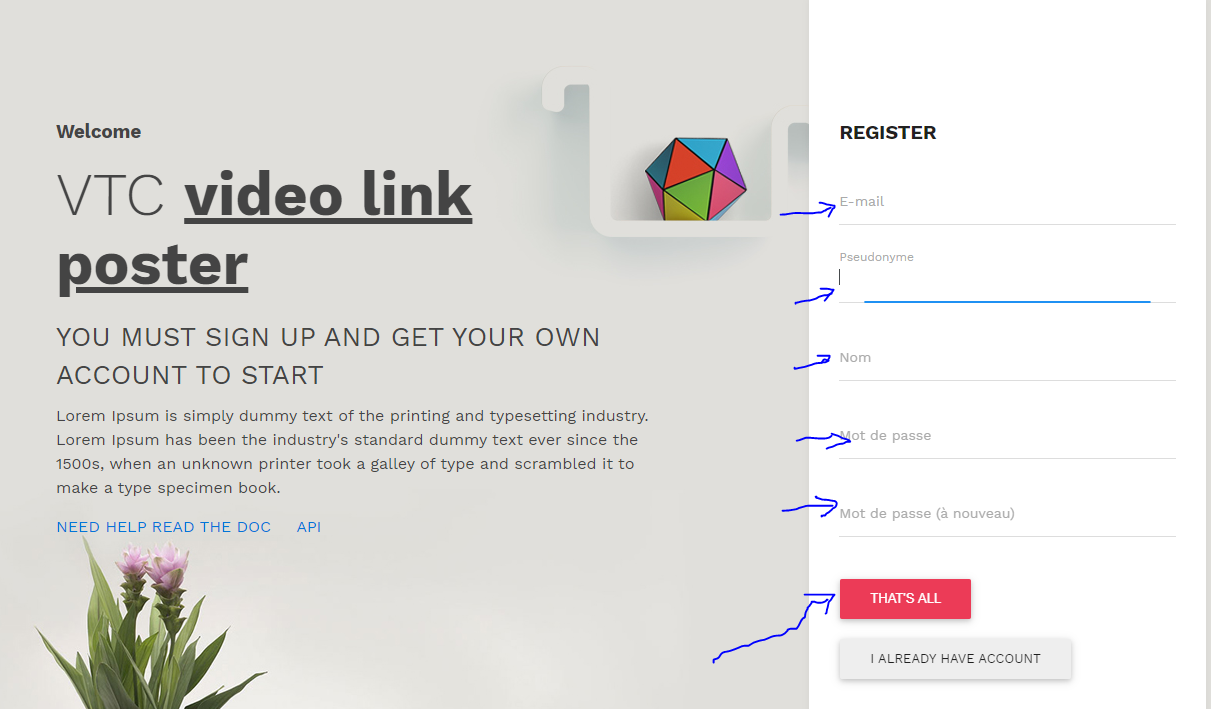 Welcome
VTC video link
poster
YOU MUST SIGN UP AND GET YOUR OWN
ACCOUNT TO START
Lorem Ipsum is simply dummy text of the printing and typesetting industry.
Lorem Ipsum has been the industry's standard dummy text ever since the
1500s, when an unknown printer took a galley of type and scrambled it to
make a type specimen book.
NEED HELP READ THE DOC API
REGISTER
E-mail
Pseudonyme
Nom
Mot de passe
Mot de passe (à nouveau)
THAT'S ALL
I ALREADY HAVE ACCOUNT